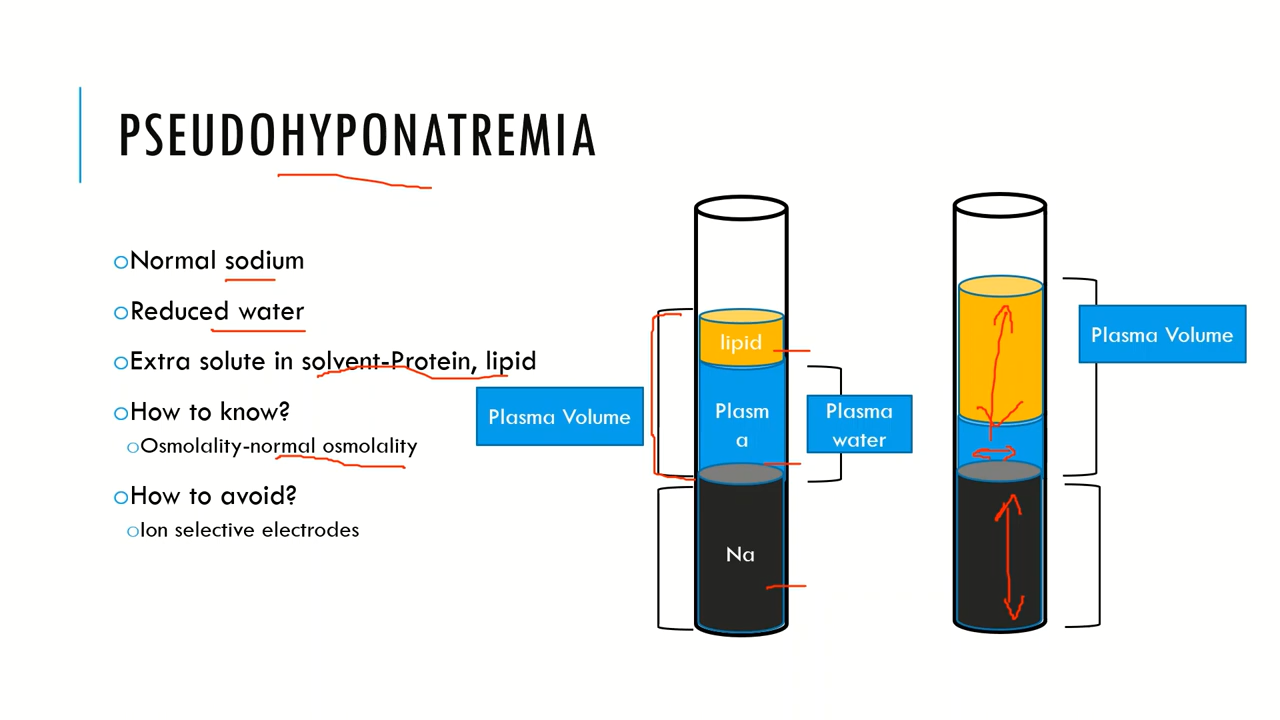 PSEUDOHYPONATREMIA
Normal sodium
Reduced water
Extra solute in solvent-Protein, lipid
How to know?
Osmolality-normal osmolality
How to avoid?
Ion selective electrodes
Plasma Volume
lipid
Plasm
a
Na
Plasma
water
Plasma Volume